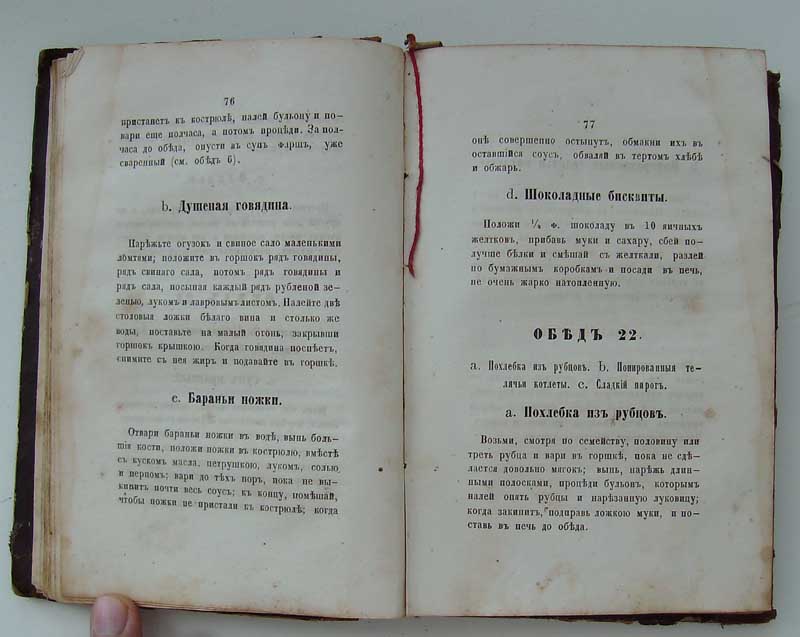 76
пристаетъ къ кострюлѣ, налей бульону и по-
вари еще полчаса, а потомъ процѣди. За пол-
часа до обѣда, опусти въ супъ фаршъ, уже
сваренный (см. обѣдъ 6).
b. Душеная говядина.
Нарѣжьте огузокъ и свиное сало маленькими
ломтями; положите въ горшокъ рядъ говядины,
рядъ свинаго сала, потомъ рядъ говядины и
рядъ сала, посыпая каждый рядъ рубленой зе-
ленью, лукомъ и лавровымъ листомъ. Налейте двѣ
столовыя ложки бѣлаго вина и столько же
воды, поставьте на малый огонь, закрывши
горшокъ крышкою. Когда говядина поспѣетъ,
снимите съ нея жиръ и подавайте въ горшкѣ.
c. Бараньи ножки.
Отвари бараньи ножки въ водѣ, вынь боль-
шія кости, положи ножки въ кострюлю, вмѣстѣ
съ кускомъ масла, петрушкою, лукомъ, солью
и перцомъ; вари до тѣхъ поръ, пока не вы-
кипитъ почти весь соусъ; къ концу, помѣшай,
чтобы ножки не пристали къ кострюлѣ; когда
77
онѣ совершенно остынутъ, обмакни ихъ въ
оставшійся соусъ, обваляй въ тертомъ хлѣбѣ
и обжарь.
d. Шоколадные бисквиты.
Положи ¼ ф. шоколаду въ 10 яичныхъ
желтковъ, прибавь муки и сахару, сбей по-
лучше бѣлки и смѣшай съ желтками, разлей
по бумажнымъ коробкамъ и посади въ печь,
не очень жарко натопленную.
ОБѢДЪ 22.
a. Похлебка изъ рубцовъ. b. Понированныя те-
лячьи котлеты. c. Сладкій пирогъ.
a. Похлебка изъ рубцовъ.
Возьми, смотря по семейству, половину или
треть рубца и вари въ горшкѣ, пока не сдѣ-
лается довольно мягокъ; вынь, нарѣжь длин-
ными полосками, процѣди бульонъ, которымъ
налей опять рубцы и нарѣзанную луковицу;
когда закипитъ, подправь ложкою муки, и по-
ставь въ печь до обѣда.